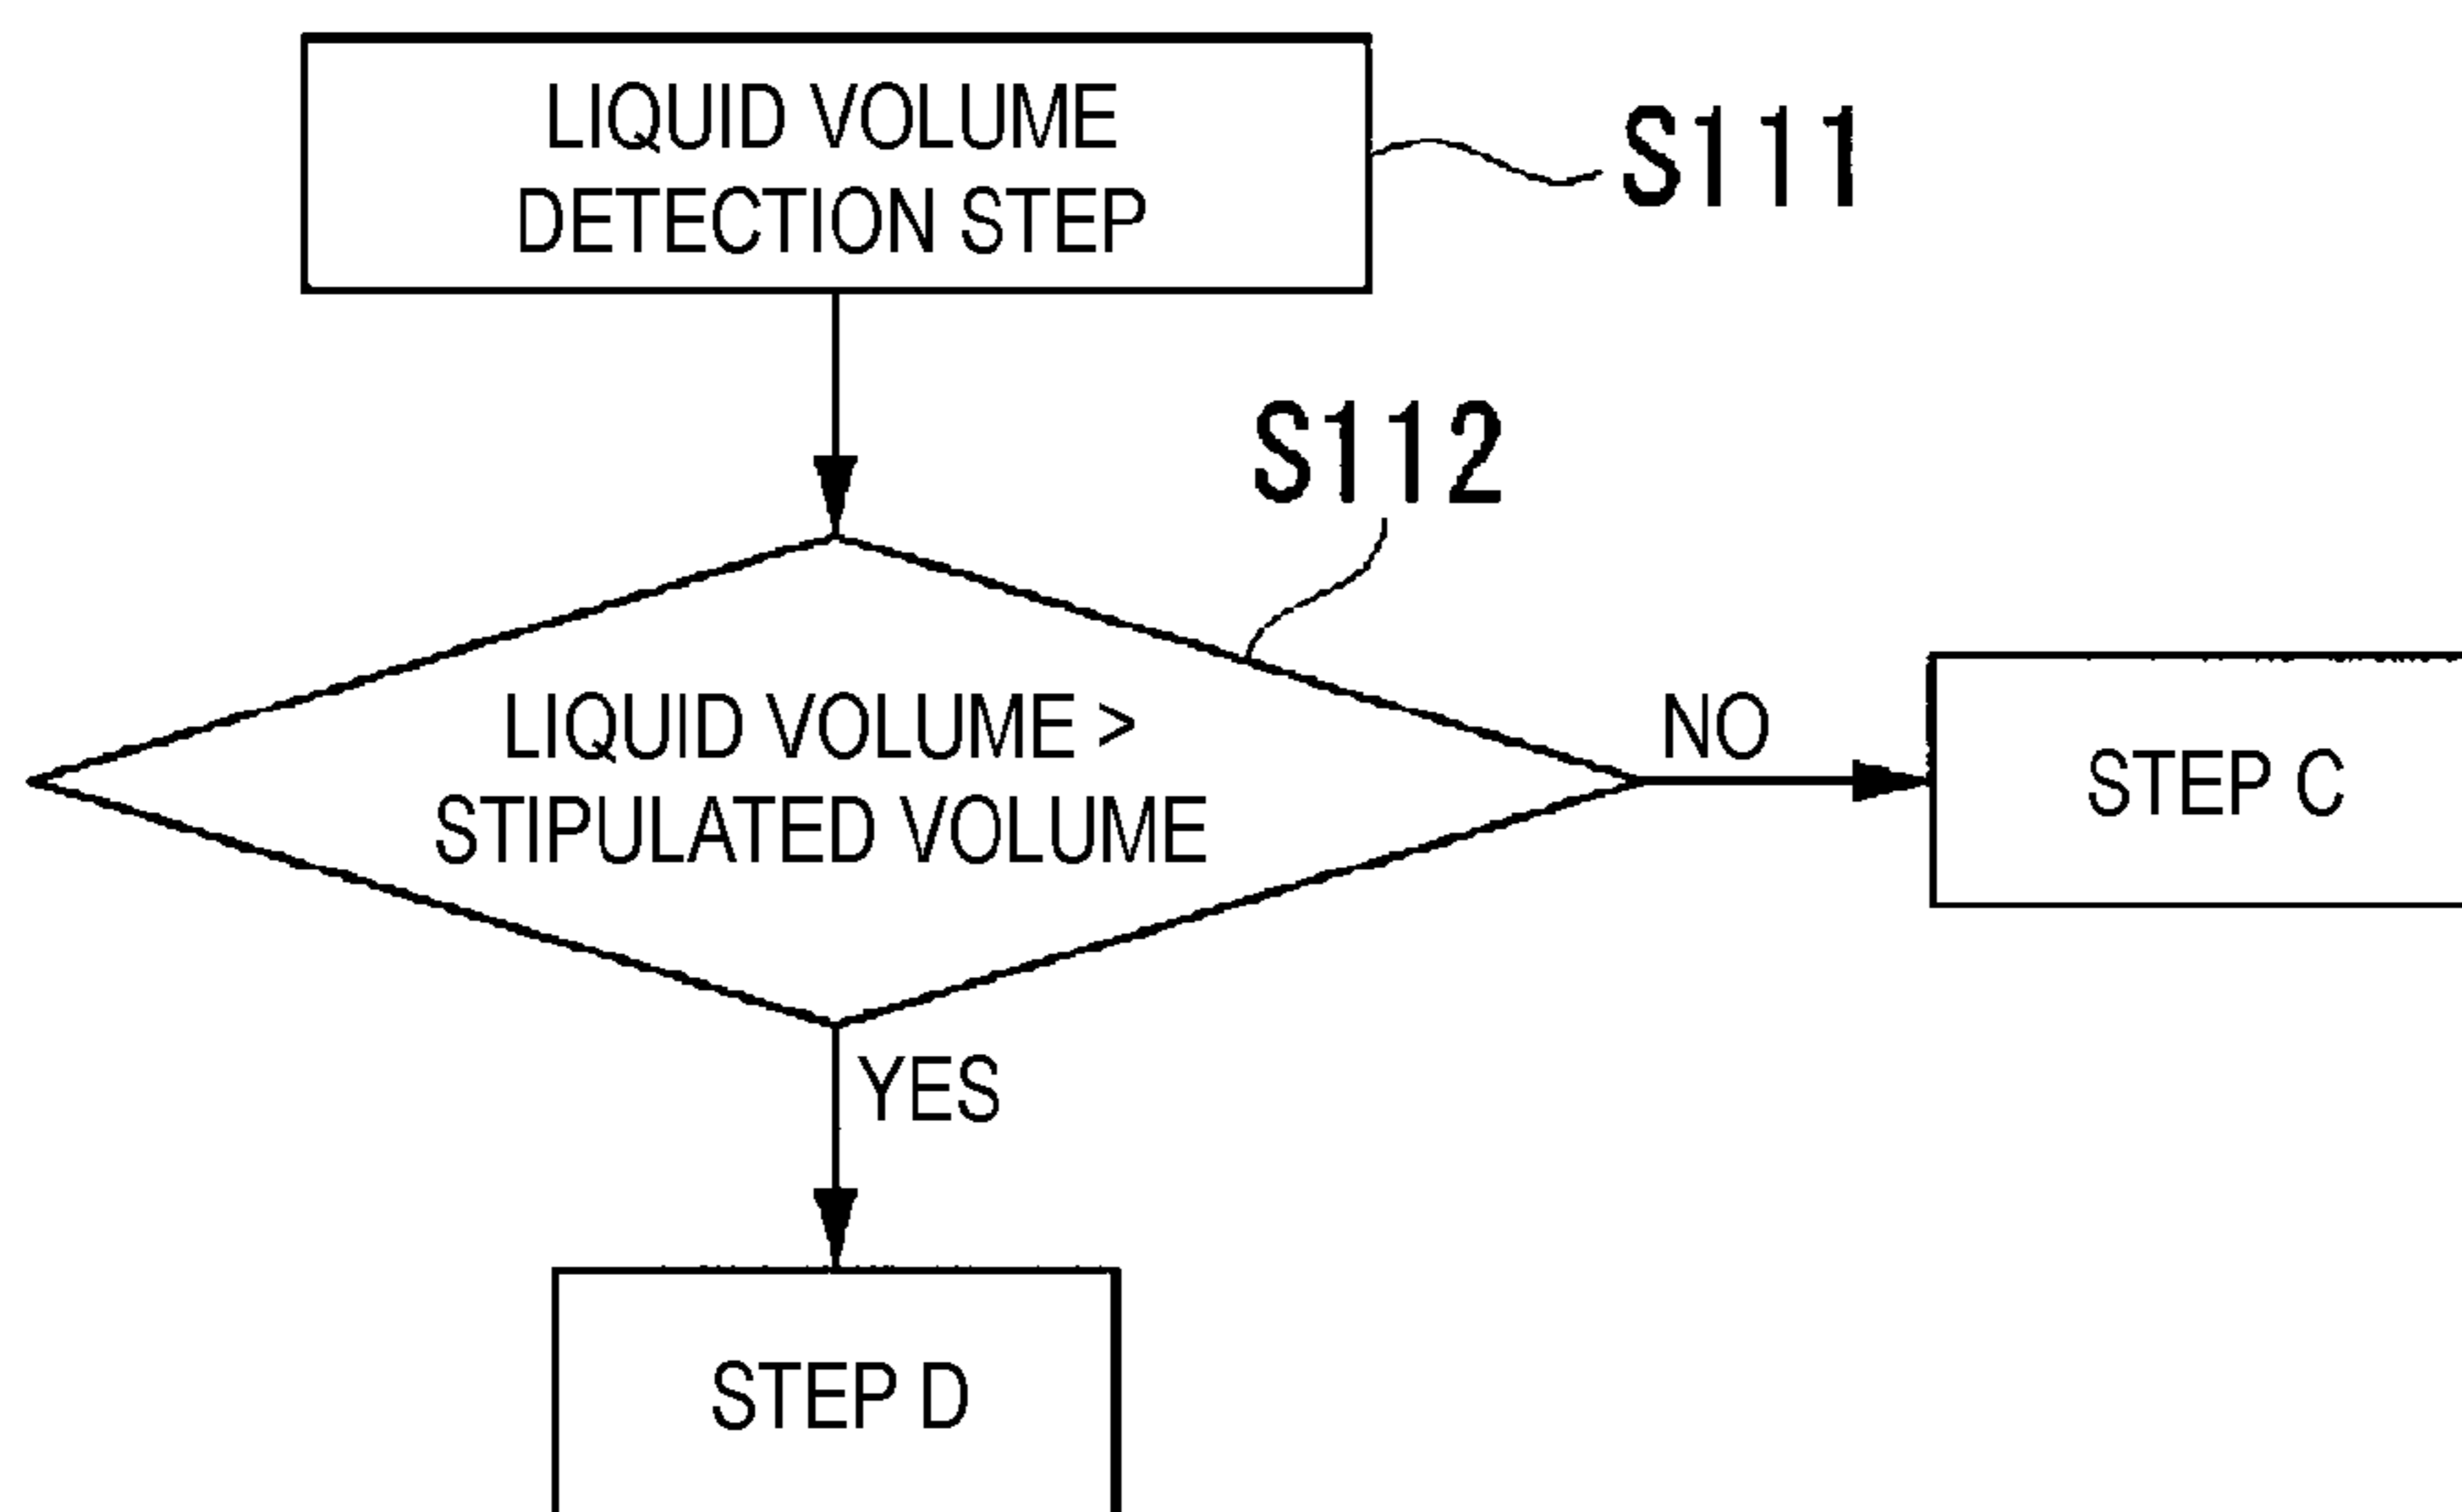 LIQUID VOLUME
DETECTION STEP
S111
S112
LIQUID VOLUME >
STIPULATED VOLUME
NO
STEP C
YES
STEP D